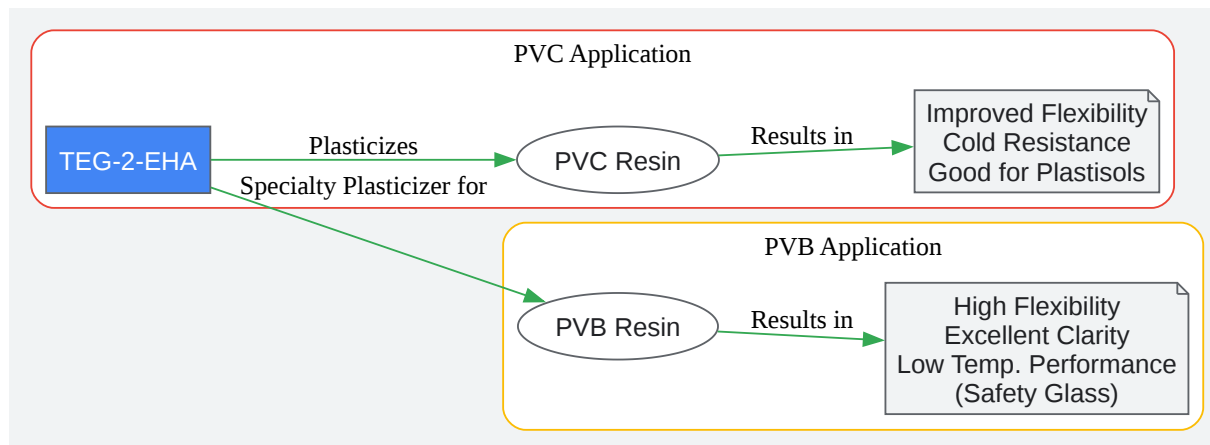 PVC Application
TEG-2-EHA
Plasticizes
PVC Resin
Results in
Improved Flexibility
Cold Resistance
Good for Plastisols
Specialty Plasticizer for
PVB Application
PVB Resin
Results in
High Flexibility
Excellent Clarity
Low Temp. Performance
(Safety Glass)